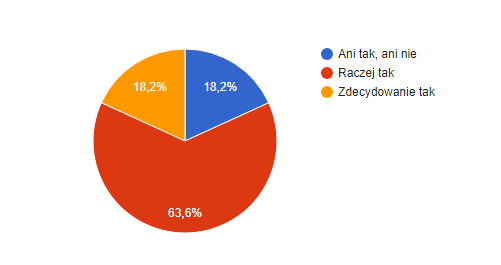 Ani tak, ani nie
Raczej tak
Zdecydowanie tak
18,2%
18,2%
63,6%